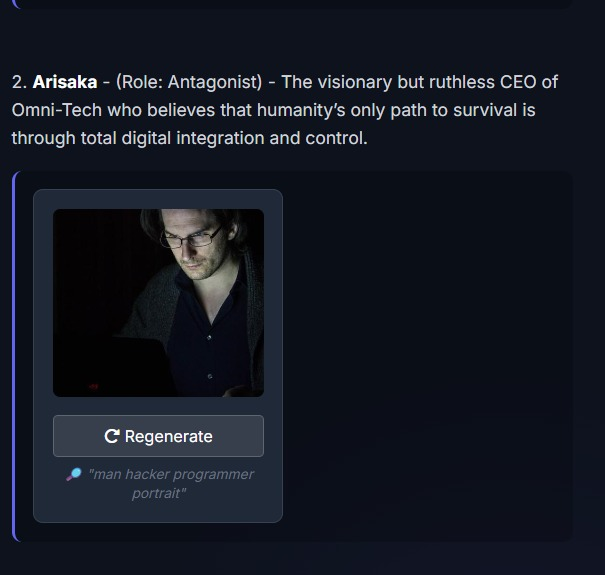 2. Arisaka - (Role: Antagonist) - The visionary but ruthless CEO of
Omni-Tech who believes that humanity’s only path to survival is
through total digital integration and control.
Regenerate
"man hacker programmer
portrait"